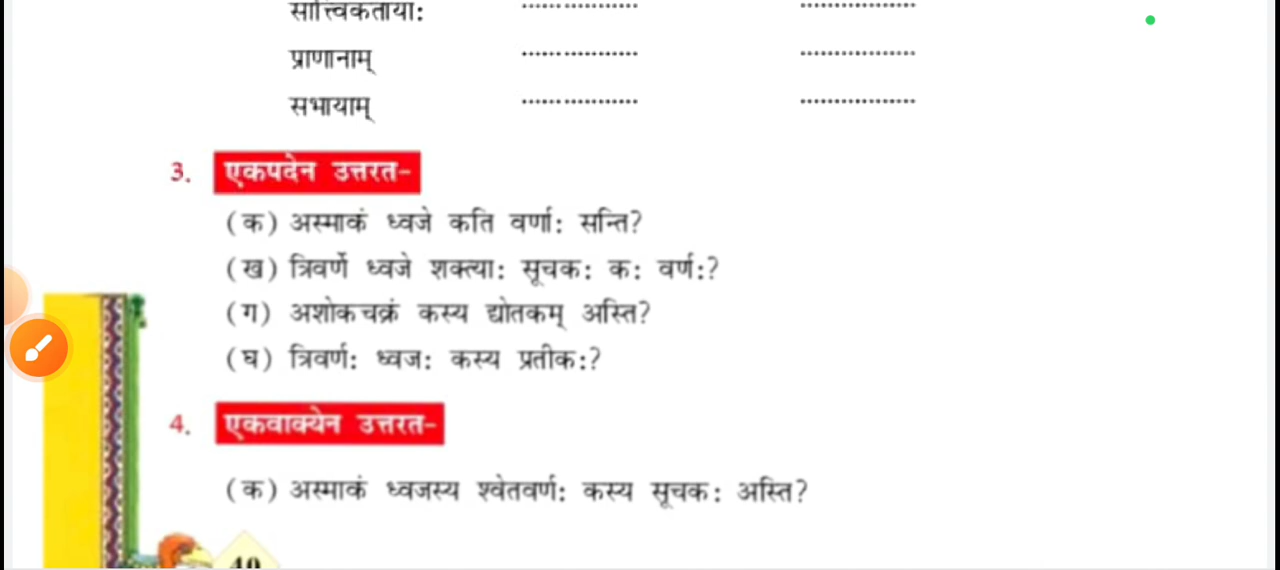 सात्त्विकतायाः .................. ..................
प्राणानाम् .................. ..................
सभायाम् .................. ..................
3. एकपदेन उत्तरत-
(क) अस्माकं ध्वजे कति वर्णाः सन्ति?
(ख) त्रिवर्णे ध्वजे शक्त्याः सूचकः कः वर्णः?
(ग) अशोकचक्रं कस्य द्योतकम् अस्ति?
(घ) त्रिवर्णः ध्वजः कस्य प्रतीकः?
4. एकवाक्येन उत्तरत-
(क) अस्माकं ध्वजस्य श्वेतवर्णः कस्य सूचकः अस्ति?